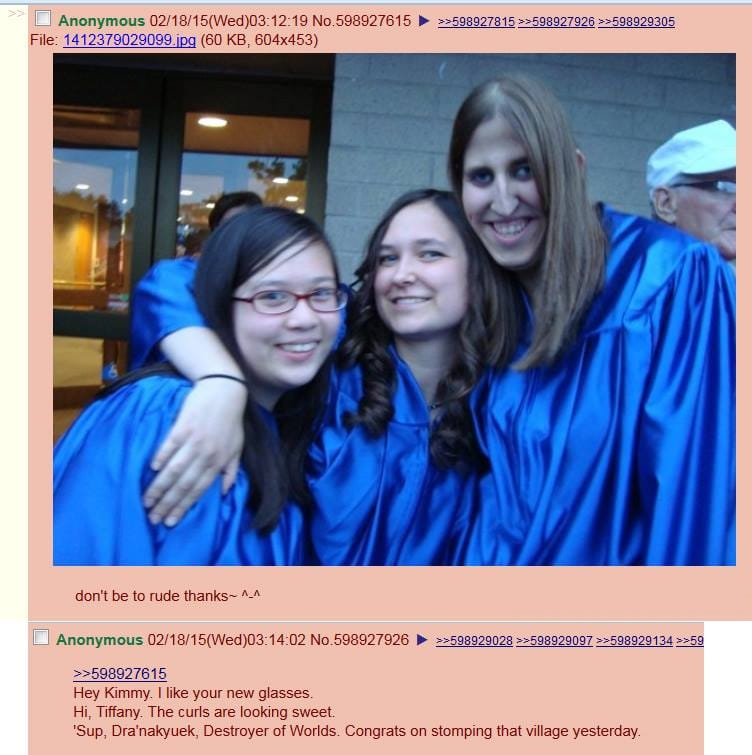 >>
Anonymous 02/18/15(Wed)03:12:19 No.598927615 ▶ >>598927815 >>598927926 >>598929305
File: 1412379029099.jpg (60 KB, 604x453)
don't be to rude thanks~ ^-^
Anonymous 02/18/15(Wed)03:14:02 No.598927926 ▶ >>598929028 >>598929097 >>598929134 >>59
>>598927615
Hey Kimmy. I like your new glasses.
Hi, Tiffany. The curls are looking sweet.
'Sup, Dra'nakyuek, Destroyer of Worlds. Congrats on stomping that village yesterday.